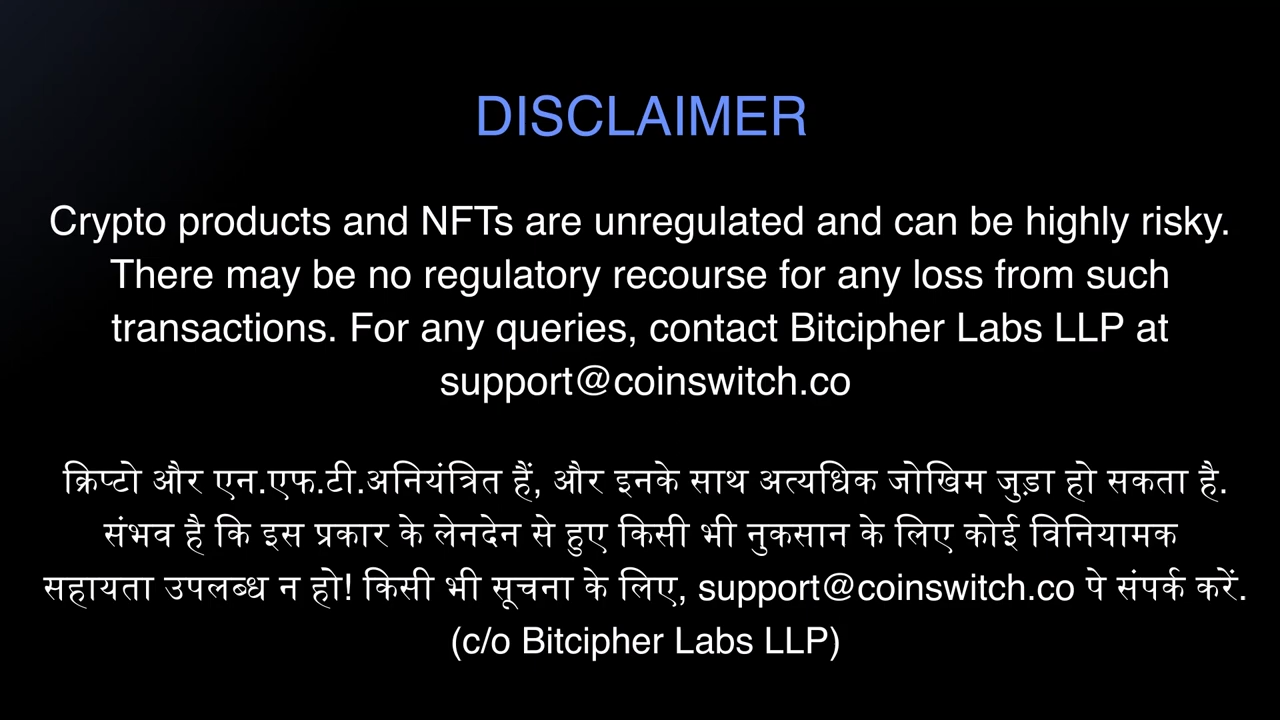 DISCLAIMER
Crypto products and NFTs are unregulated and can be highly risky.
There may be no regulatory recourse for any loss from such
transactions. For any queries, contact Bitcipher Labs LLP at
support@coinswitch.co
क्रिप्टो और एन.एफ.टी.अनियंत्रित हैं, और इनके साथ अत्यधिक जोखिम जुड़ा हो सकता है.
संभव है कि इस प्रकार के लेनदेन से हुए किसी भी नुकसान के लिए कोई विनियामक
सहायता उपलब्ध न हो! किसी भी सूचना के लिए, support@coinswitch.co पे संपर्क करें.
(c/o Bitcipher Labs LLP)